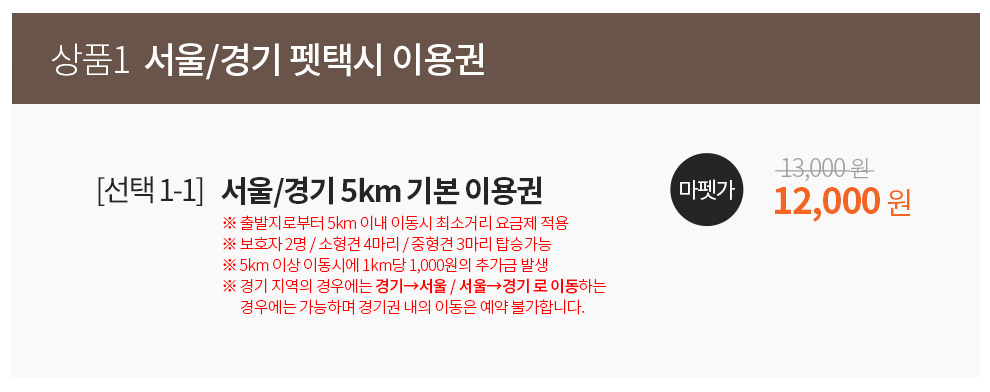 상품1 서울/경기 펫택시 이용권
[선택 1-1] 서울/경기 5km 기본 이용권
※ 출발지로부터 5km 이내 이동시 최소거리 요금제 적용
※ 보호자 2명 / 소형견 4마리 / 중형견 3마리 탑승가능
※ 5km 이상 이동시에 1km당 1,000원의 추가금 발생
※ 경기 지역의 경우에는 경기→서울 / 서울→경기 로 이동하는
경우에는 가능하며 경기권 내의 이동은 예약 불가합니다.
마펫가
13,000 원
12,000 원